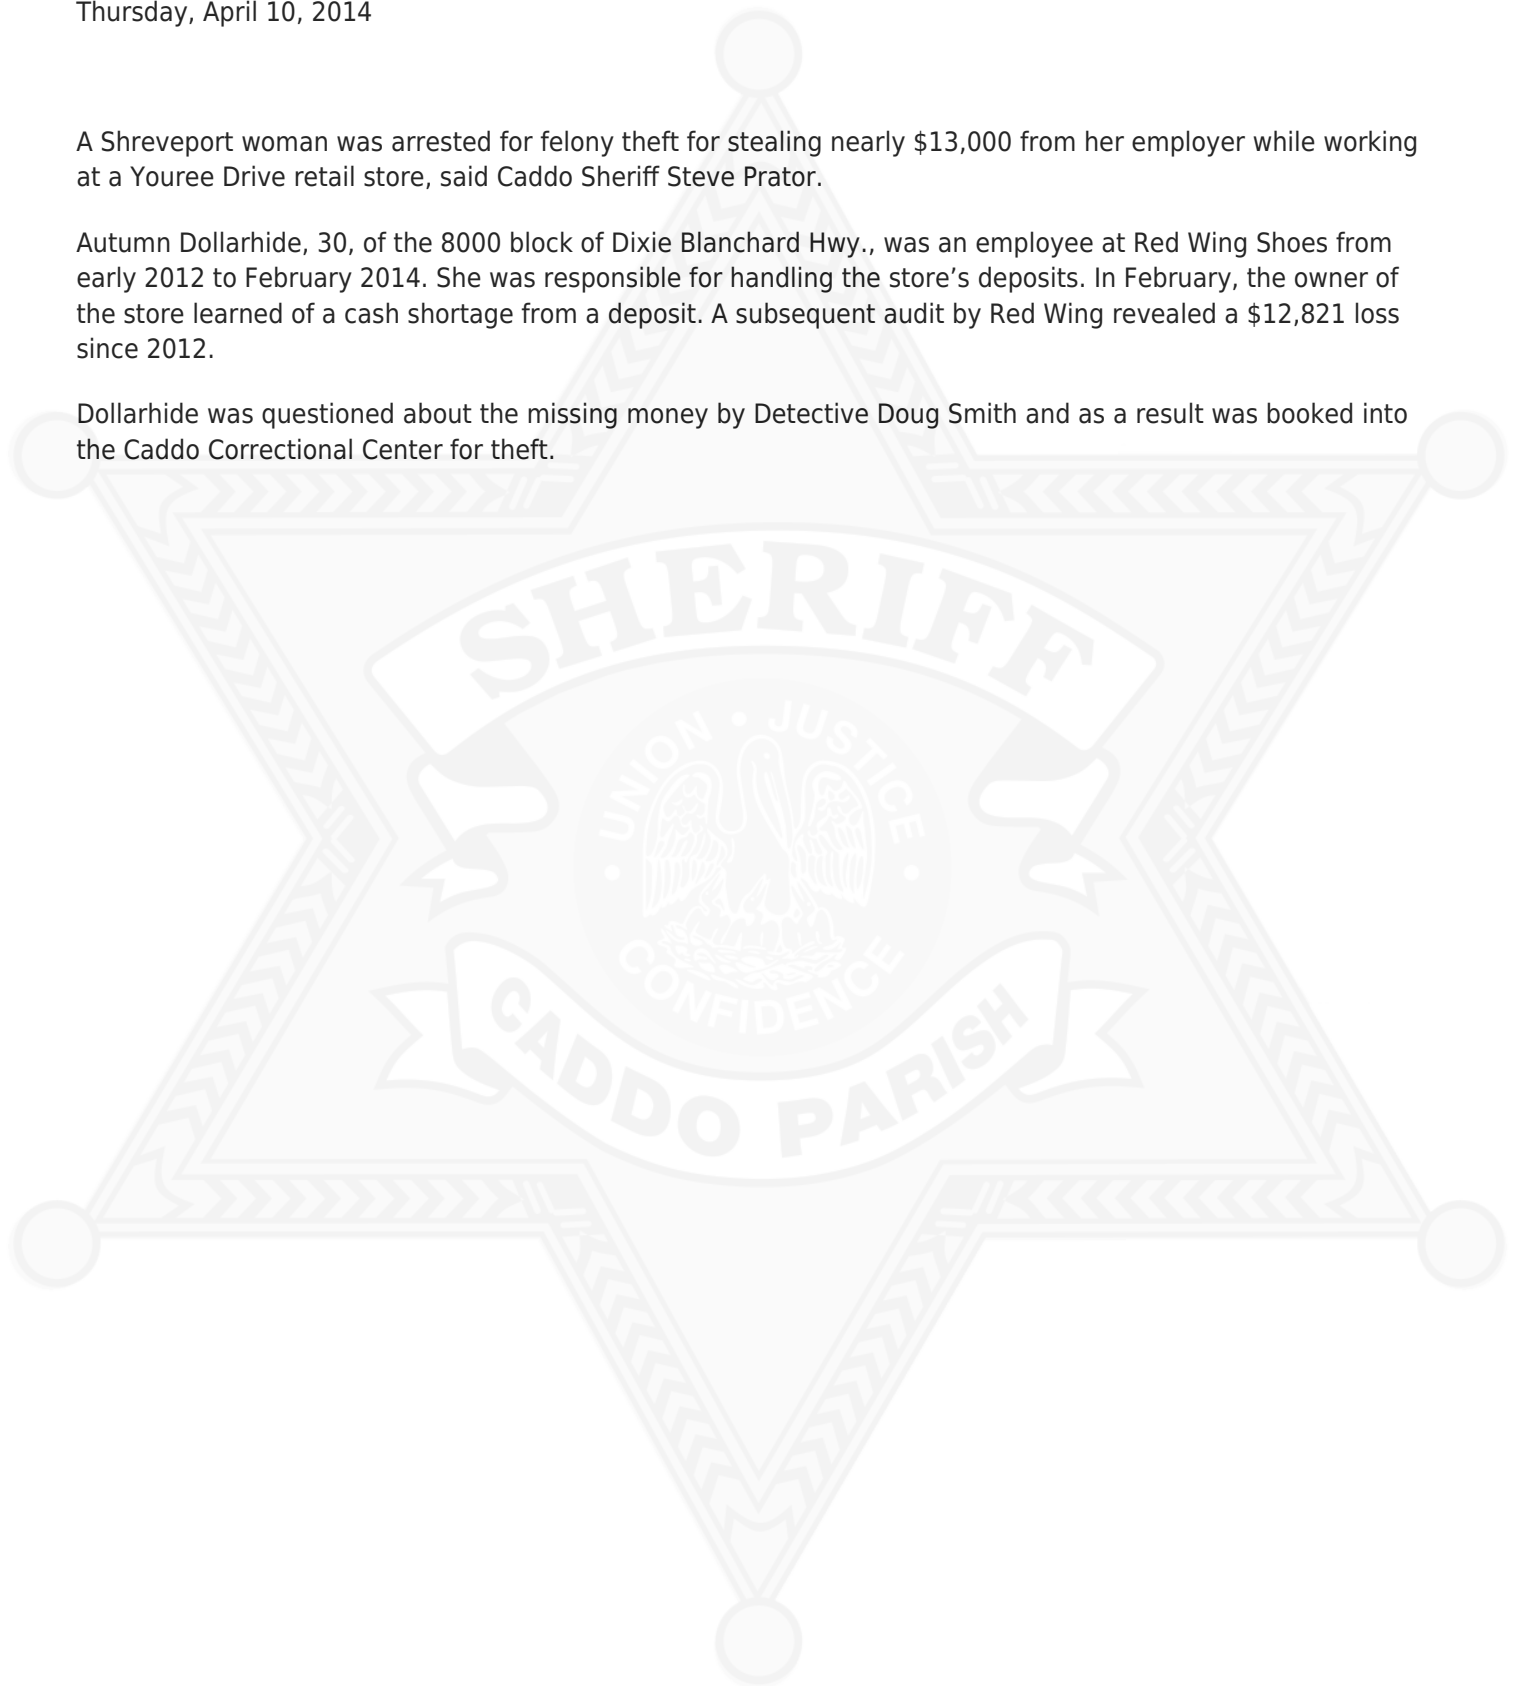 Thursday, April 10, 2014
A Shreveport woman was arrested for felony theft for stealing nearly $13,000 from her employer while working
at a Youree Drive retail store, said Caddo Sheriff Steve Prator.
Autumn Dollarhide, 30, of the 8000 block of Dixie Blanchard Hwy., was an employee at Red Wing Shoes from
early 2012 to February 2014. She was responsible for handling the store’s deposits. In February, the owner of
the store learned of a cash shortage from a deposit. A subsequent audit by Red Wing revealed a $12,821 loss
since 2012.
Dollarhide was questioned about the missing money by Detective Doug Smith and as a result was booked into
the Caddo Correctional Center for theft.
SHERIFF
UNION • JUSTICE
• CONFIDENCE •
CADDO PARISH